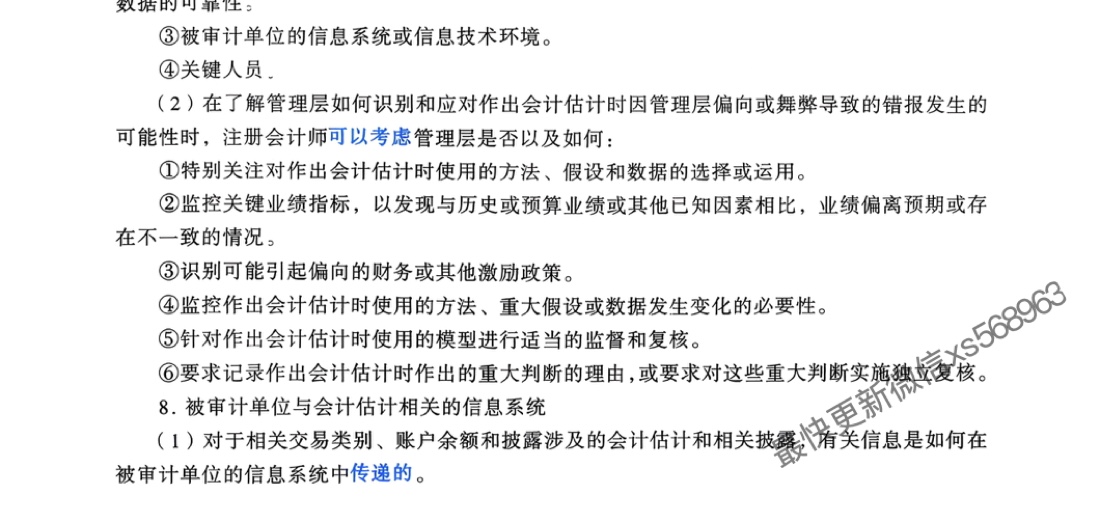 数据的可靠性。
③被审计单位的信息系统或信息技术环境。
④关键人员。
（2）在了解管理层如何识别和应对作出会计估计时因管理层偏向或舞弊导致的错报发生的
可能性时，注册会计师可以考虑管理层是否以及如何：
①特别关注对作出会计估计时使用的方法、假设和数据的选择或运用。
②监控关键业绩指标，以发现与历史或预算业绩或其他已知因素相比，业绩偏离预期或存
在不一致的情况。
③识别可能引起偏向的财务或其他激励政策。
④监控作出会计估计时使用的方法、重大假设或数据发生变化的必要性。
⑤针对作出会计估计时使用的模型进行适当的监督和复核。
⑥要求记录作出会计估计时作出的重大判断的理由，或要求对这些重大判断实施独立复核。
8. 被审计单位与会计估计相关的信息系统
（1）对于相关交易类别、账户余额和披露涉及的会计估计和相关披露，有关信息是如何在
被审计单位的信息系统中传递的。
最快更新微信xs568963